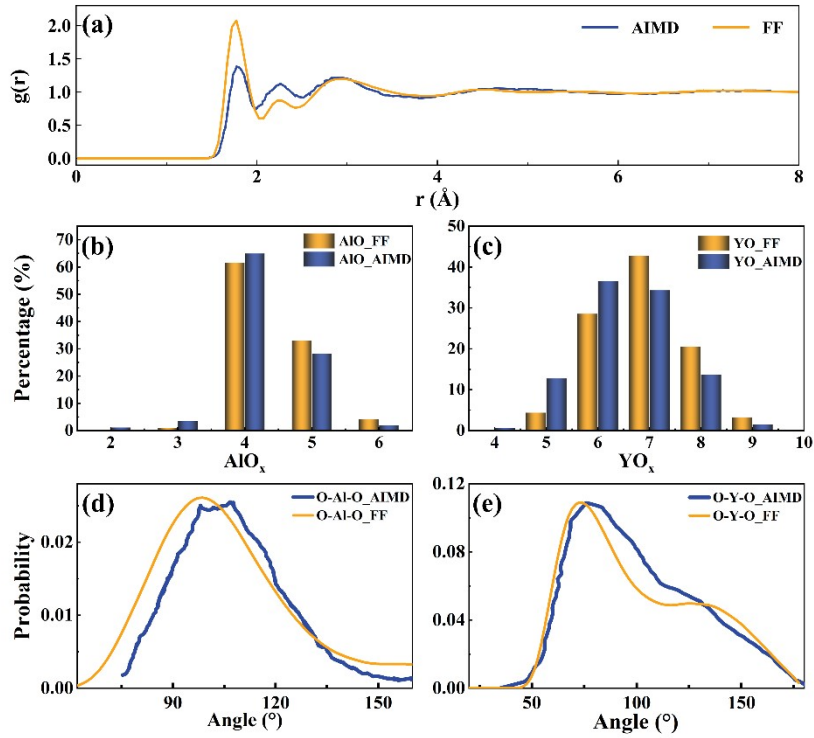 (a)
AIMD
FF
g(r)
2.0
1.5
1.0
0.5
0.0
0 2 4 6 8
r (Å)
(b)
AlO_FF
AlO_AIMD
Percentage (%)
70
60
50
40
30
20
10
0
2 3 4 5 6
AlOₓ
(c)
YO_FF
YO_AIMD
50
40
30
20
10
0
4 5 6 7 8 9 10
YOₓ
(d)
O-Al-O_AIMD
O-Al-O_FF
Probability
0.02
0.01
0.00
90 120 150
Angle (°)
(e)
O-Y-O_AIMD
O-Y-O_FF
0.12
0.08
0.04
0.00
50 100 150
Angle (°)